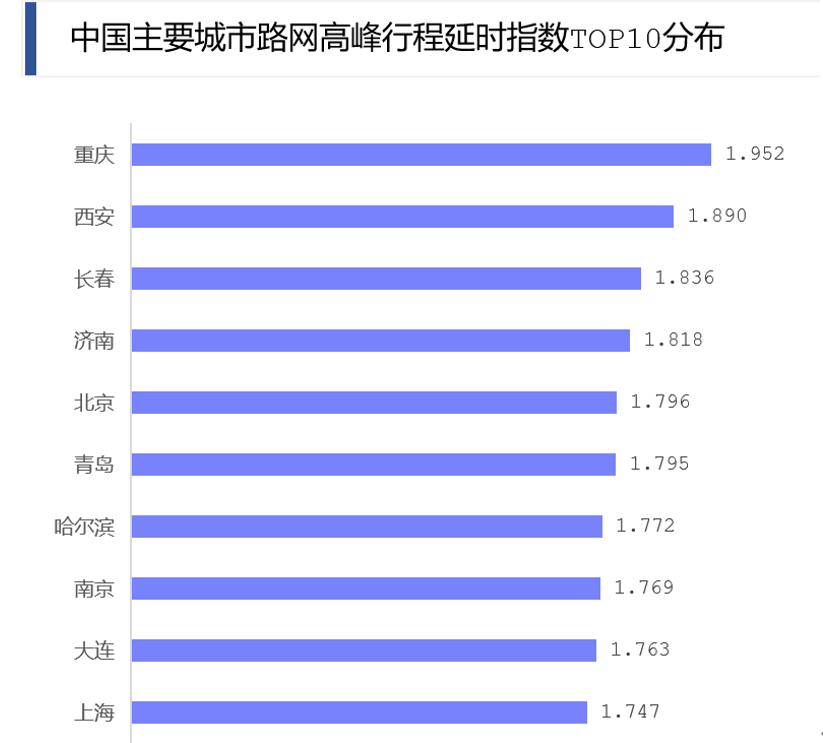 中国主要城市路网高峰行程延时指数TOP10分布
重庆 1.952
西安 1.890
长春 1.836
济南 1.818
北京 1.796
青岛 1.795
哈尔滨 1.772
南京 1.769
大连 1.763
上海 1.747